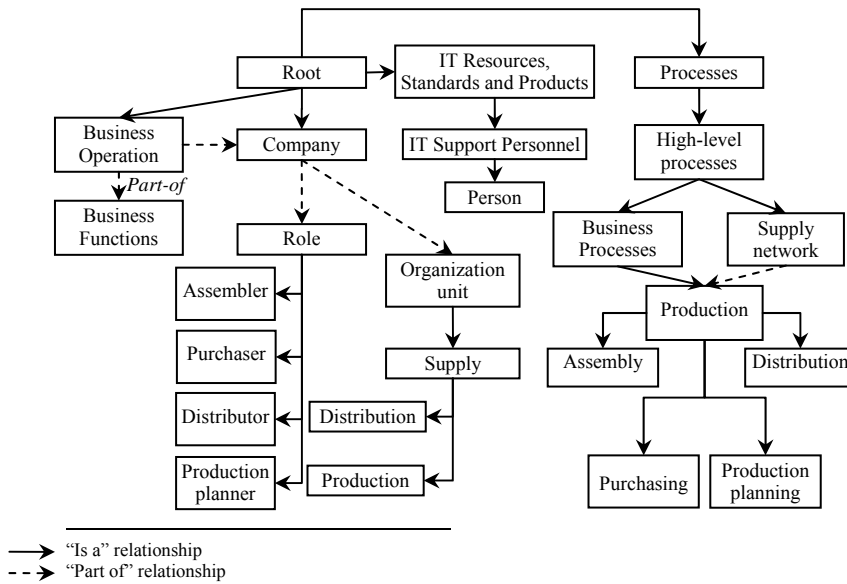 Root
IT Resources,
Standards and Products
Processes
Business
Operation
Company
IT Support Personnel
High-level
processes
Part-of
Person
Business
Functions
Role
Business
Processes
Supply
network
Organization
unit
Assembler
Production
Purchaser
Supply
Assembly
Distribution
Distributor
Distribution
Production
planner
Production
Purchasing
Production
planning
“Is a” relationship
“Part of” relationship